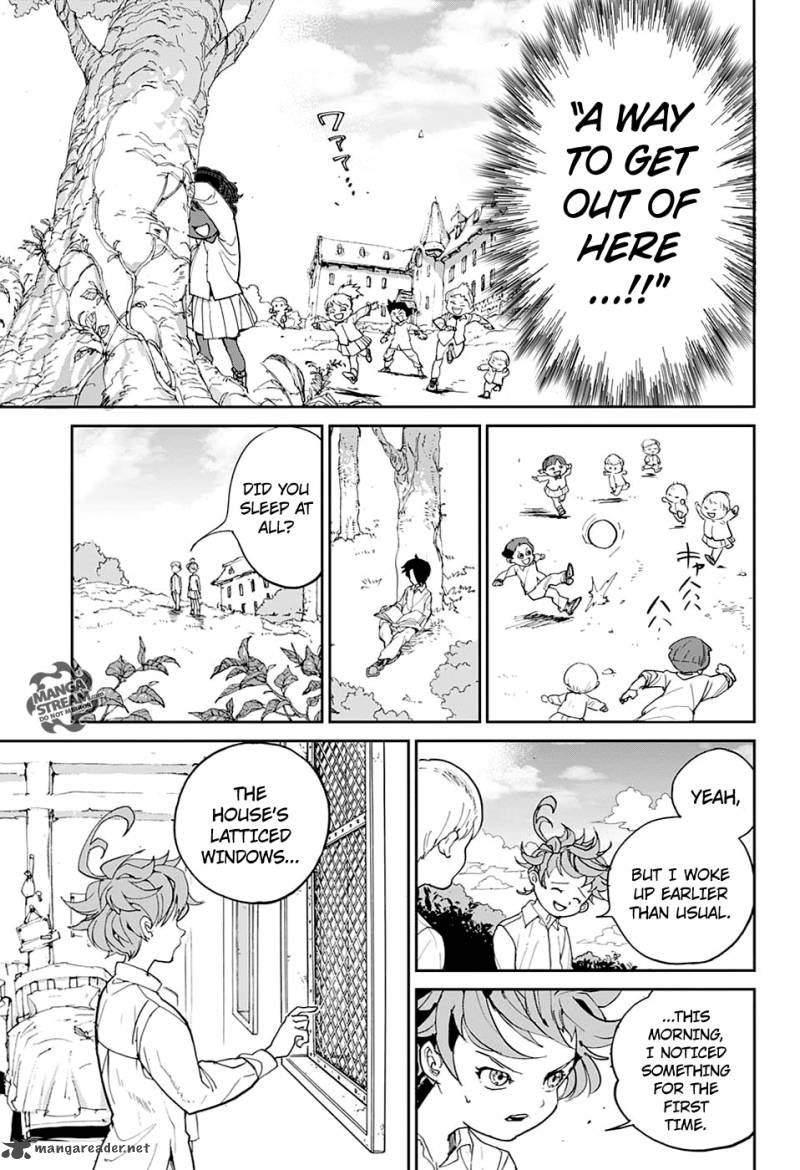 "A WAY
TO GET
OUT OF
HERE
...!!"
ワァァ...
キャハハハハ
DID YOU
SLEEP AT
ALL?
YEAH,
BUT I WOKE
UP EARLIER
THAN USUAL.
...THIS
MORNING,
I NOTICED
SOMETHING
FOR THE
FIRST
TIME.
THE
HOUSE'S
LATTICED
WINDOWS...
MANGA
STREAM
mangareader.net